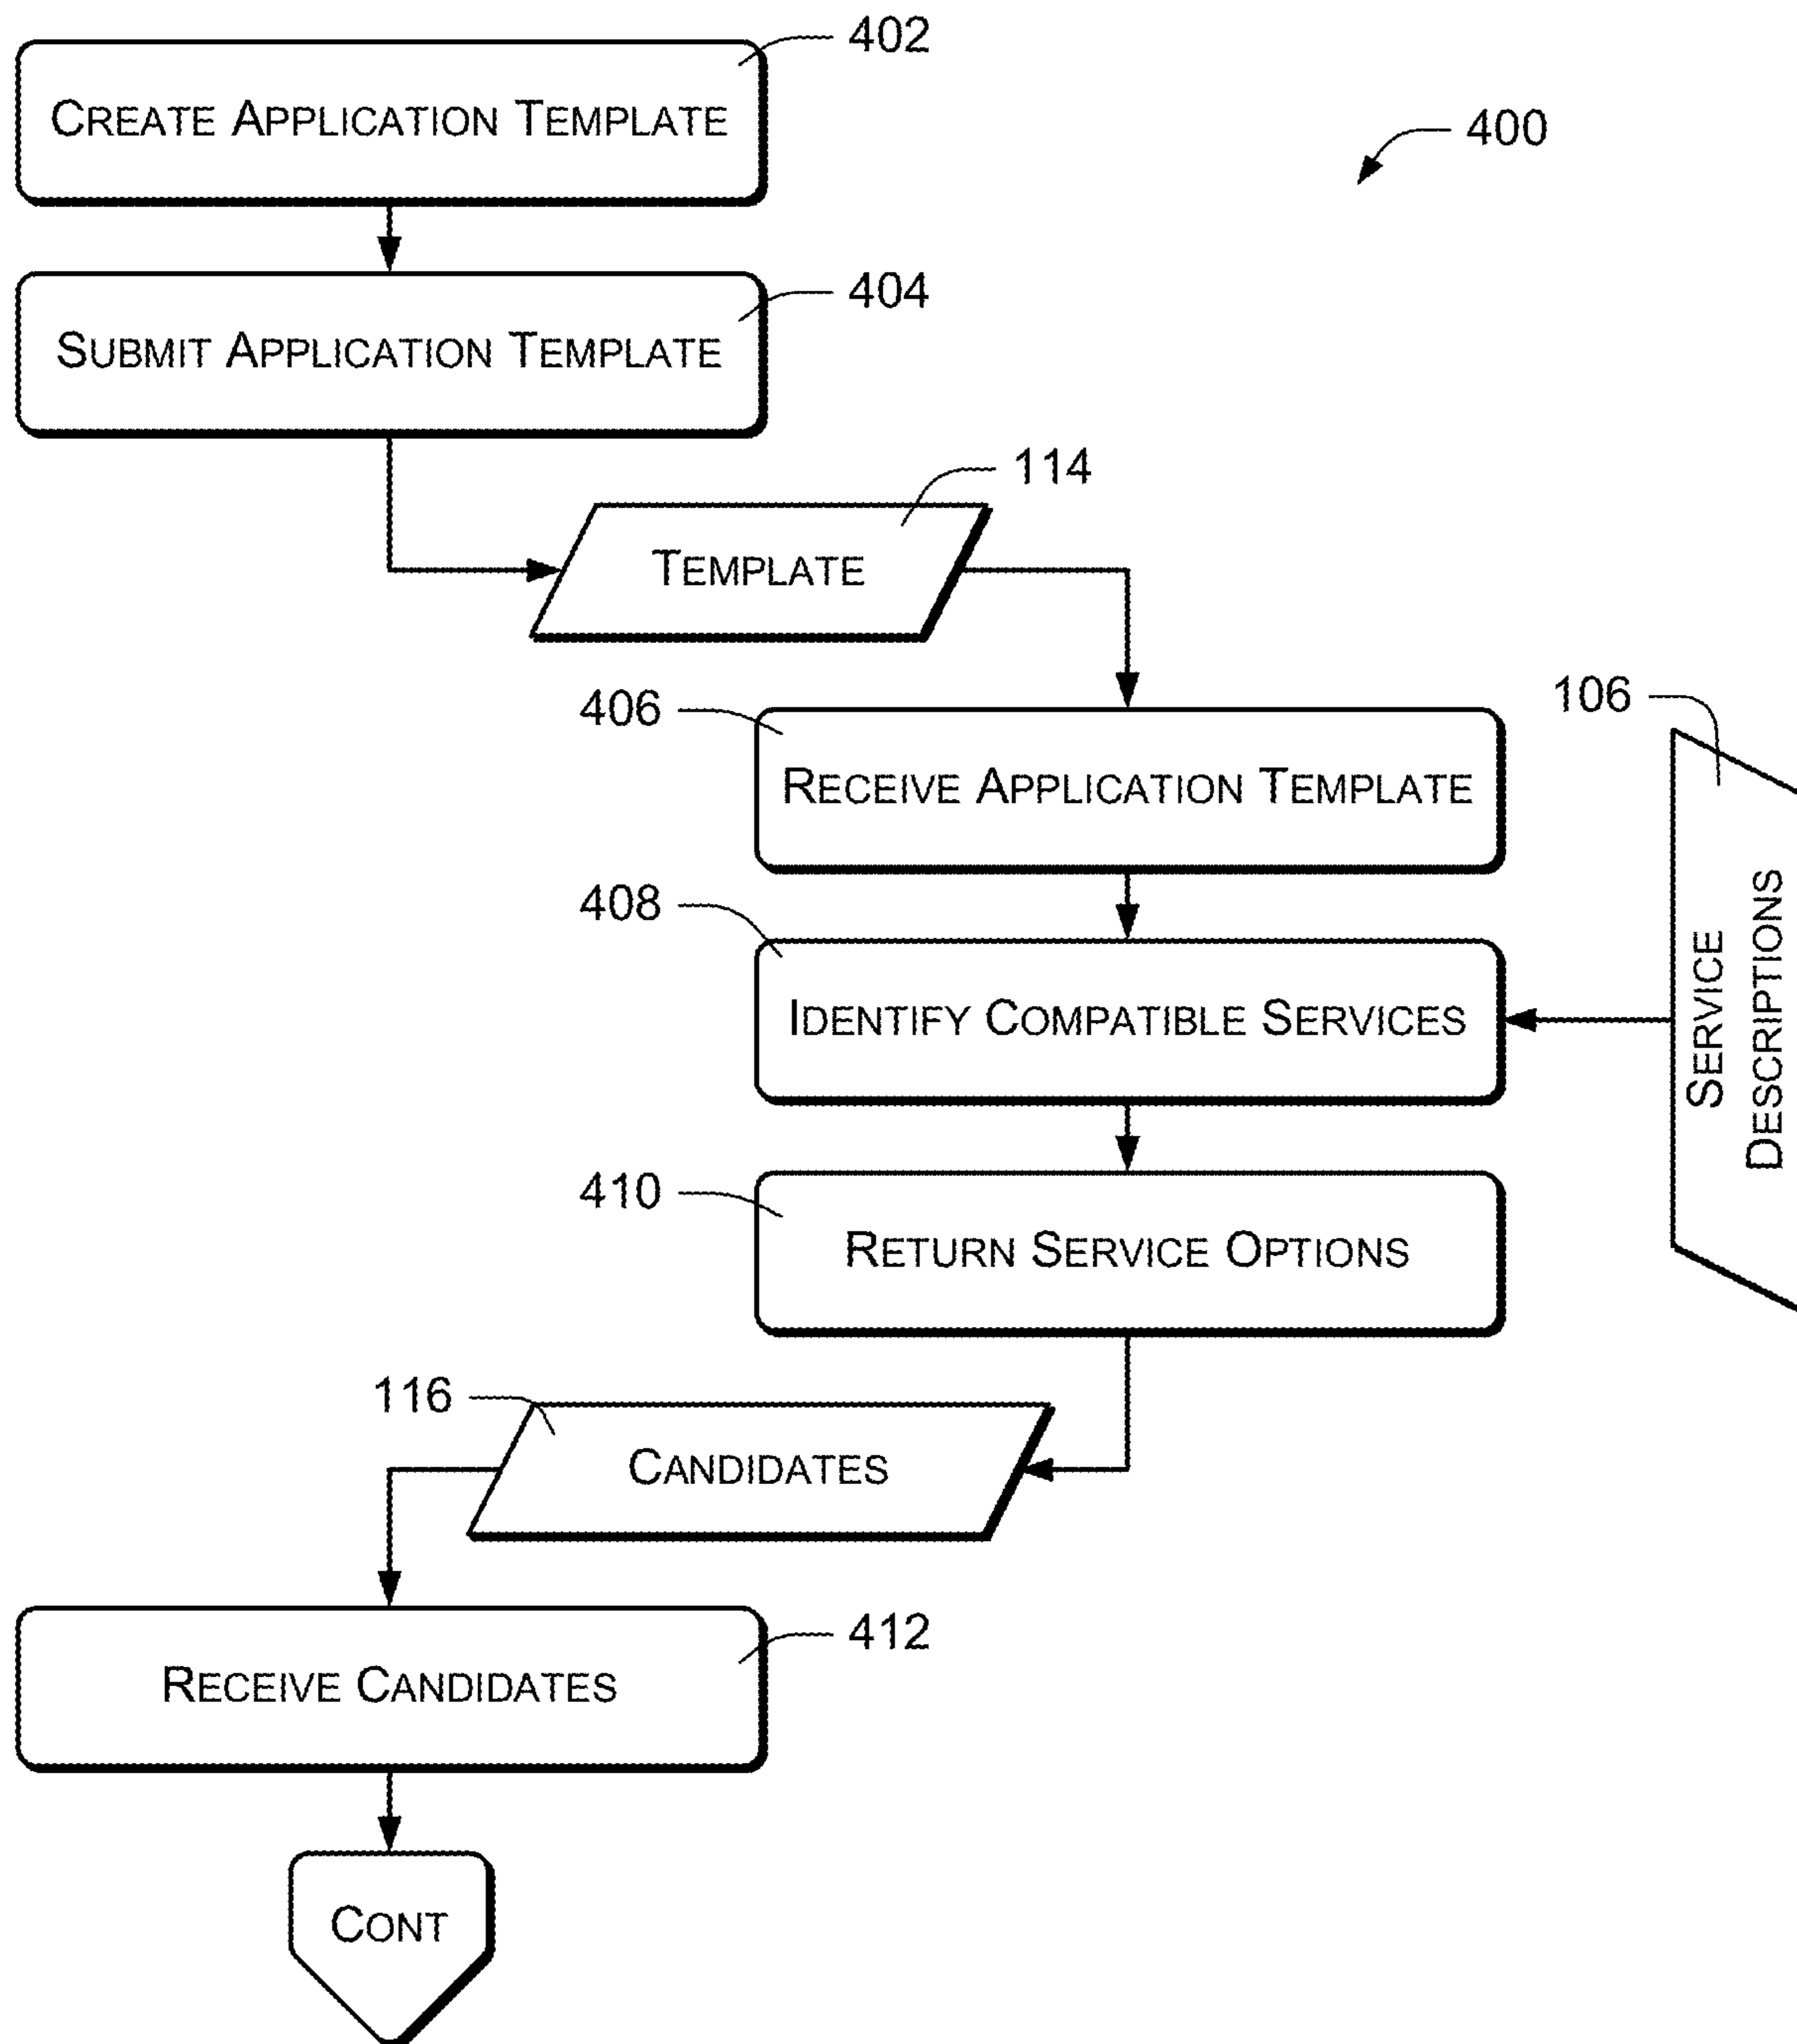 402
CREATE APPLICATION TEMPLATE
400
404
SUBMIT APPLICATION TEMPLATE
114
TEMPLATE
406
RECEIVE APPLICATION TEMPLATE
106
SERVICE
DESCRIPTIONS
408
IDENTIFY COMPATIBLE SERVICES
410
RETURN SERVICE OPTIONS
116
CANDIDATES
412
RECEIVE CANDIDATES
CONT